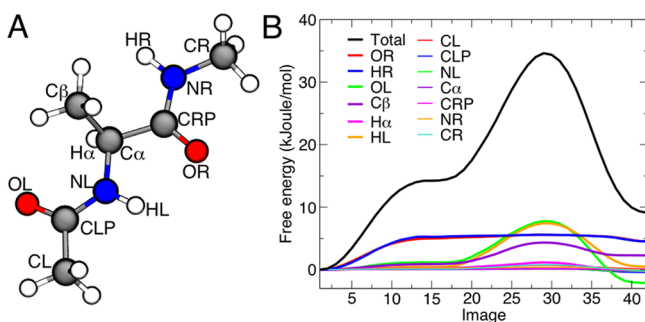 A
HR
CR
NR
Cβ
CRP
Hα
Cα
OR
NL
OL
HL
CLP
CL
B
Free energy (kJoule/mol)
40
30
20
10
0
Total
OR
HR
OL
Cβ
Hα
HL
CL
CLP
NL
Cα
CRP
NR
CR
5 10 15 20 25 30 35 40
Image